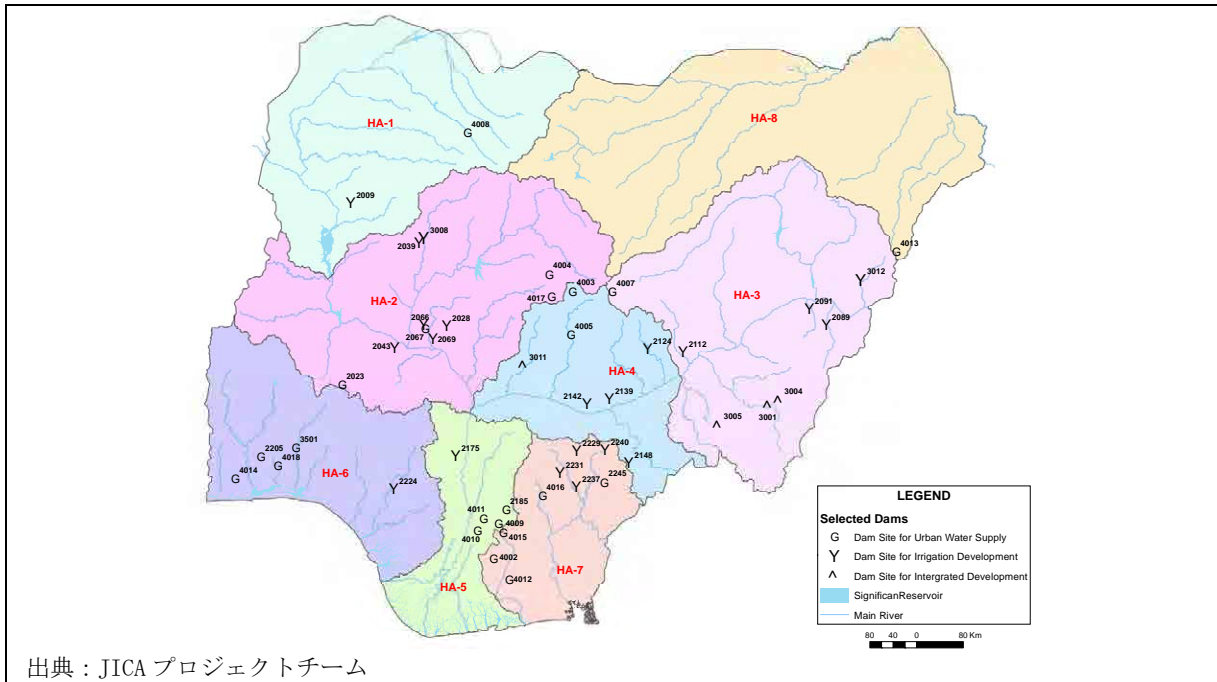 HA-1
G 4008
HA-8
Y 2009
Y 3008
2039 Y
G 4013
G 4004
G 4003
G 4007
4017 G
Y 3012
HA-3
HA-2
Y 2091
Y 2089
Y 2066
G
2067
Y 2028
Y 2069
2043 Y
G 4005
Y 2124
Y 2112
^ 3011
HA-4
G 2023
2142 Y
Y 2139
^ 3004
^
3001
^ 3005
G 3501
G 2205
G 4018
G 4014
HA-6
Y 2224
Y 2175
Y 2229
Y 2240
Y 2148
Y 2231
Y 2237
G 2245
G 4016
G 2185
4011 G
G 4009
4010 G
G 4015
G 4002
G 4012
HA-7
HA-5
LEGEND
Selected Dams
G Dam Site for Urban Water Supply
Y Dam Site for Irrigation Development
^ Dam Site for Intergrated Development
SignificanReservoir
Main River
80 40 0 80 Km
出典：JICA プロジェクトチーム